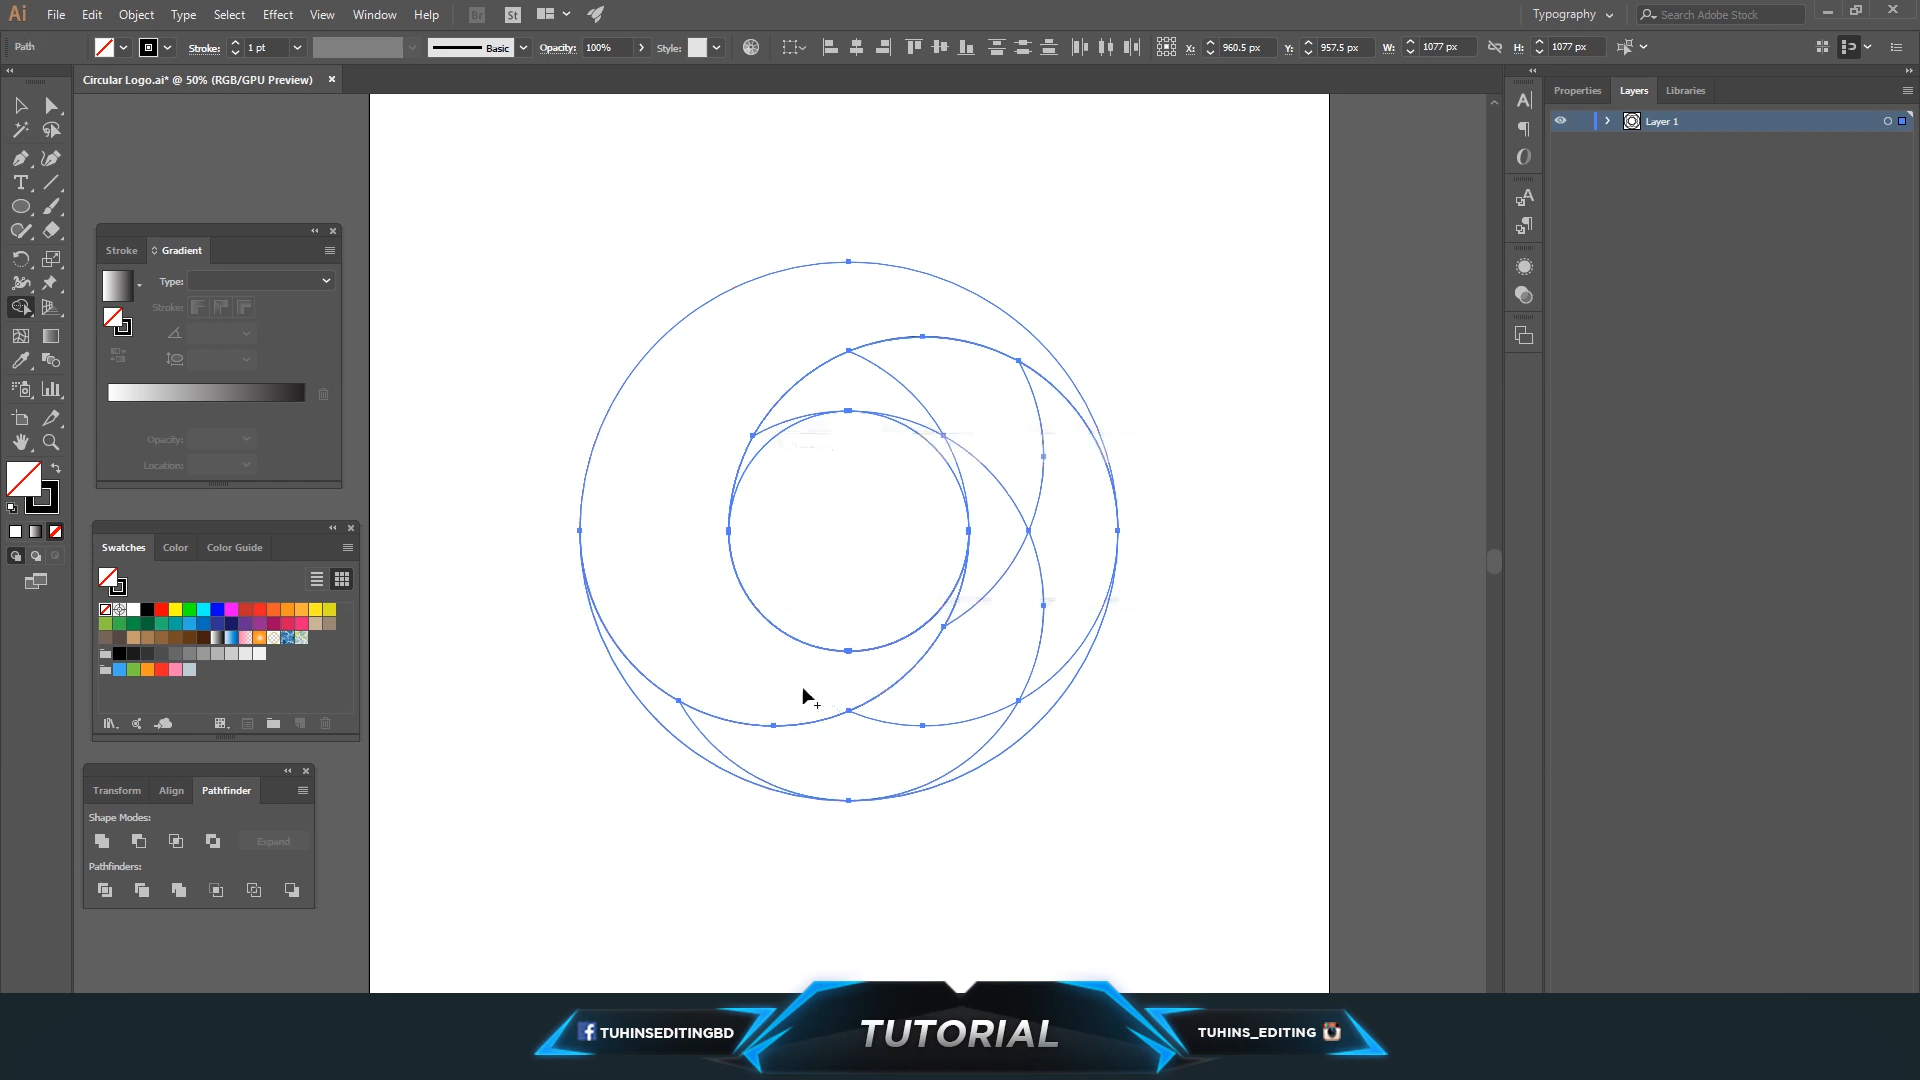 Ai File Edit Object Type Select Effect View Window Help Br St Typography Search Adobe Stock
Path Stroke: 1 pt Basic Opacity: 100% Style: X: 960.5 px Y: 957.5 px W: 1077 px H: 1077 px
Circular Logo.ai* @ 50% (RGB/GPU Preview)
Properties Layers Libraries
Layer 1
Stroke Gradient
Type:
Stroke:
Opacity:
Location:
Swatches Color Color Guide
Transform Align Pathfinder
Shape Modes:
Expand
Pathfinders:
TUHINSEDITINGBD
TUTORIAL
TUHINS_EDITING